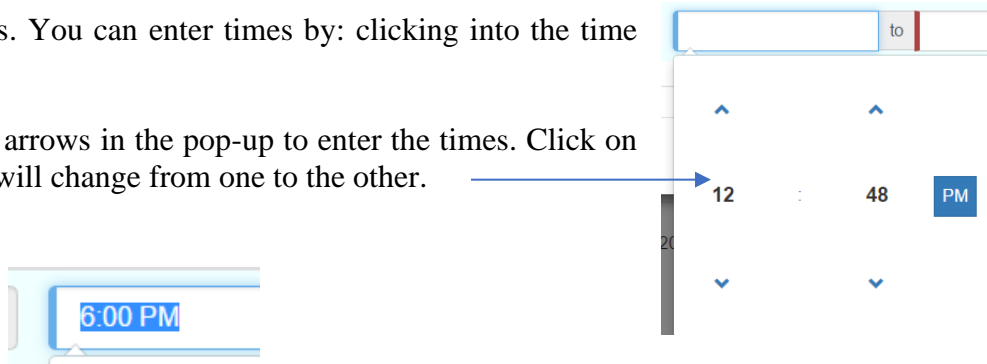 s. You can enter times by: clicking into the time
to
arrows in the pop-up to enter the times. Click on
will change from one to the other.
12 : 48 PM
20
6:00 PM